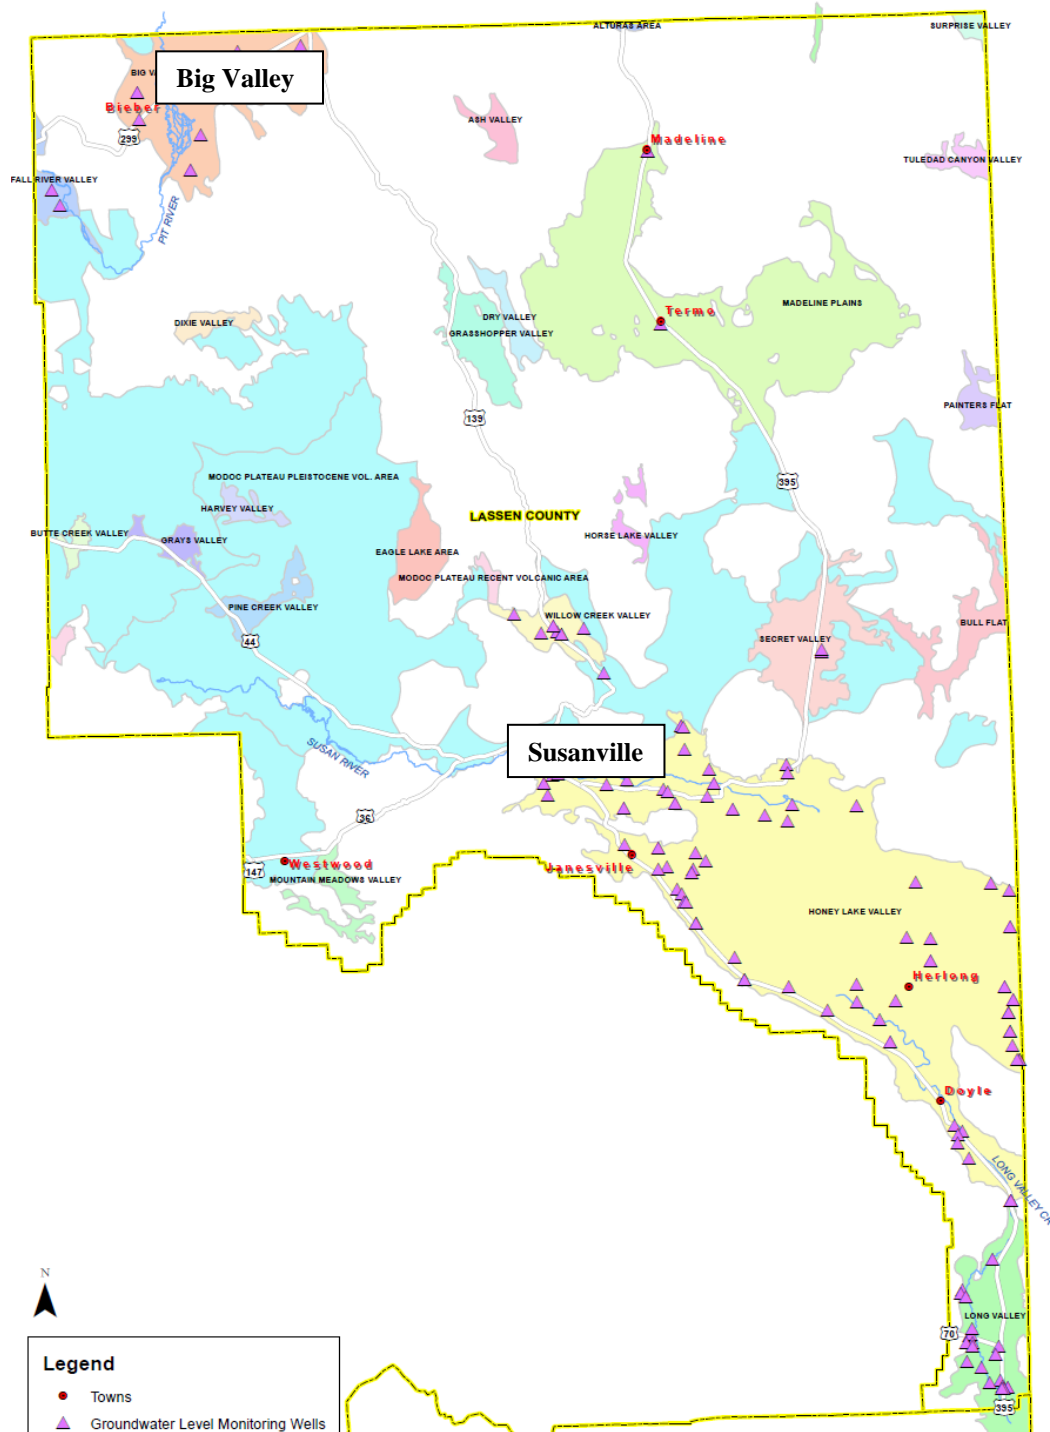 ALTURAS AREA
SURPRISE VALLEY
BIG VA
Big Valley
Bieber
299
ASH VALLEY
Madeline
TULEDAD CANYON VALLEY
FALL RIVER VALLEY
PIT RIVER
MADELINE PLAINS
Termo
DIXIE VALLEY
DRY VALLEY
GRASSHOPPER VALLEY
139
PAINTERS FLAT
MODOC PLATEAU PLEISTOCENE VOL. AREA
395
HARVEY VALLEY
LASSEN COUNTY
BUTTE CREEK VALLEY
GRAYS VALLEY
HORSE LAKE VALLEY
EAGLE LAKE AREA
MODOC PLATEAU RECENT VOLCANIC AREA
PINE CREEK VALLEY
WILLOW CREEK VALLEY
BULL FLAT
44
SECRET VALLEY
SUSAN RIVER
Susanville
36
Westwood
Janesville
147
MOUNTAIN MEADOWS VALLEY
HONEY LAKE VALLEY
Herlong
Doyle
LONG VALLEY CR
N
LONG VALLEY
70
395
Legend
Towns
Groundwater Level Monitoring Wells